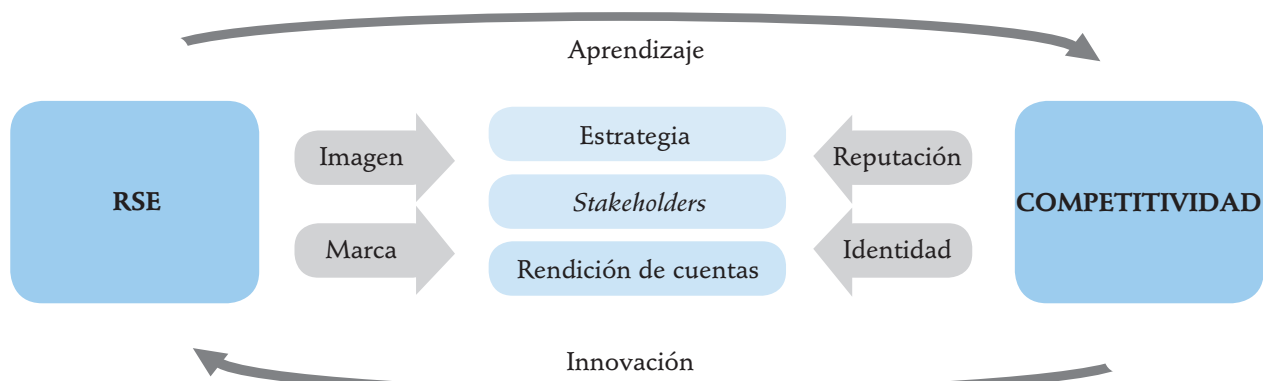 Aprendizaje
RSE
Imagen
Marca
Estrategia
Stakeholders
Rendición de cuentas
Reputación
Identidad
COMPETITIVIDAD
Innovación